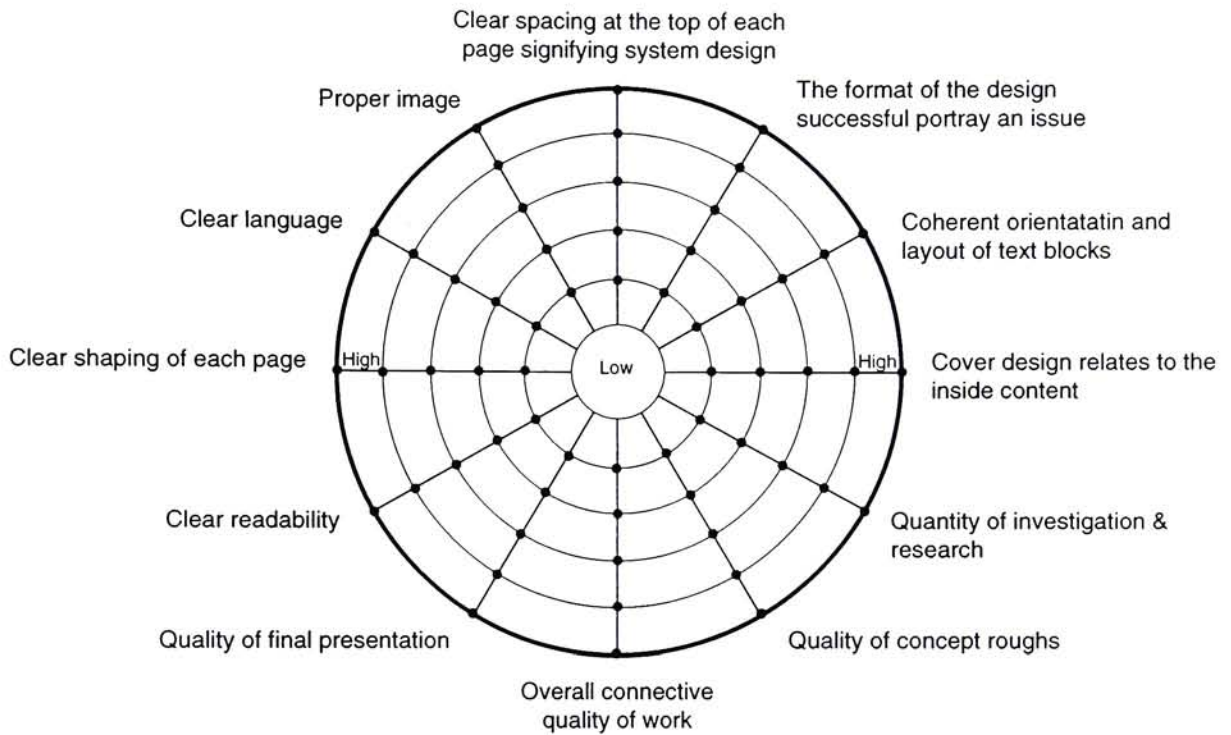 Clear spacing at the top of each
page signifying system design
The format of the design
successful portray an issue
Coherent orientatatin and
layout of text blocks
Cover design relates to the
inside content
Quantity of investigation &
research
Quality of concept roughs
Overall connective
quality of work
Quality of final presentation
Clear readability
Clear shaping of each page
Clear language
Proper image
High
Low
High